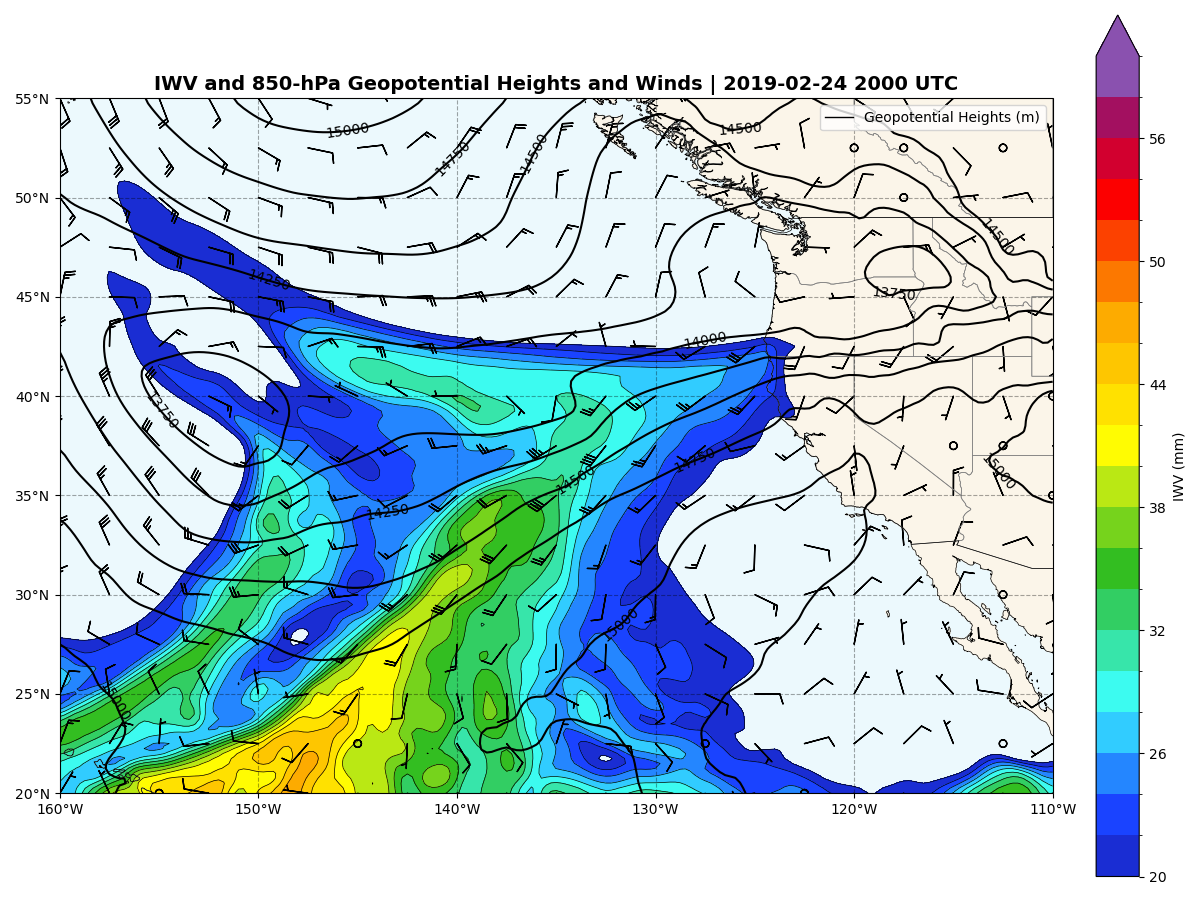 IWV and 850-hPa Geopotential Heights and Winds | 2019-02-24 2000 UTC
55°N
50°N
45°N
40°N
35°N
30°N
25°N
20°N
160°W
150°W
140°W
130°W
120°W
110°W
Geopotential Heights (m)
15000
14750
14500
14500
14500
14250
13750
14000
13750
14750
14500
15000
14250
15000
15000
56
50
44
38
32
26
20
IWV (mm)